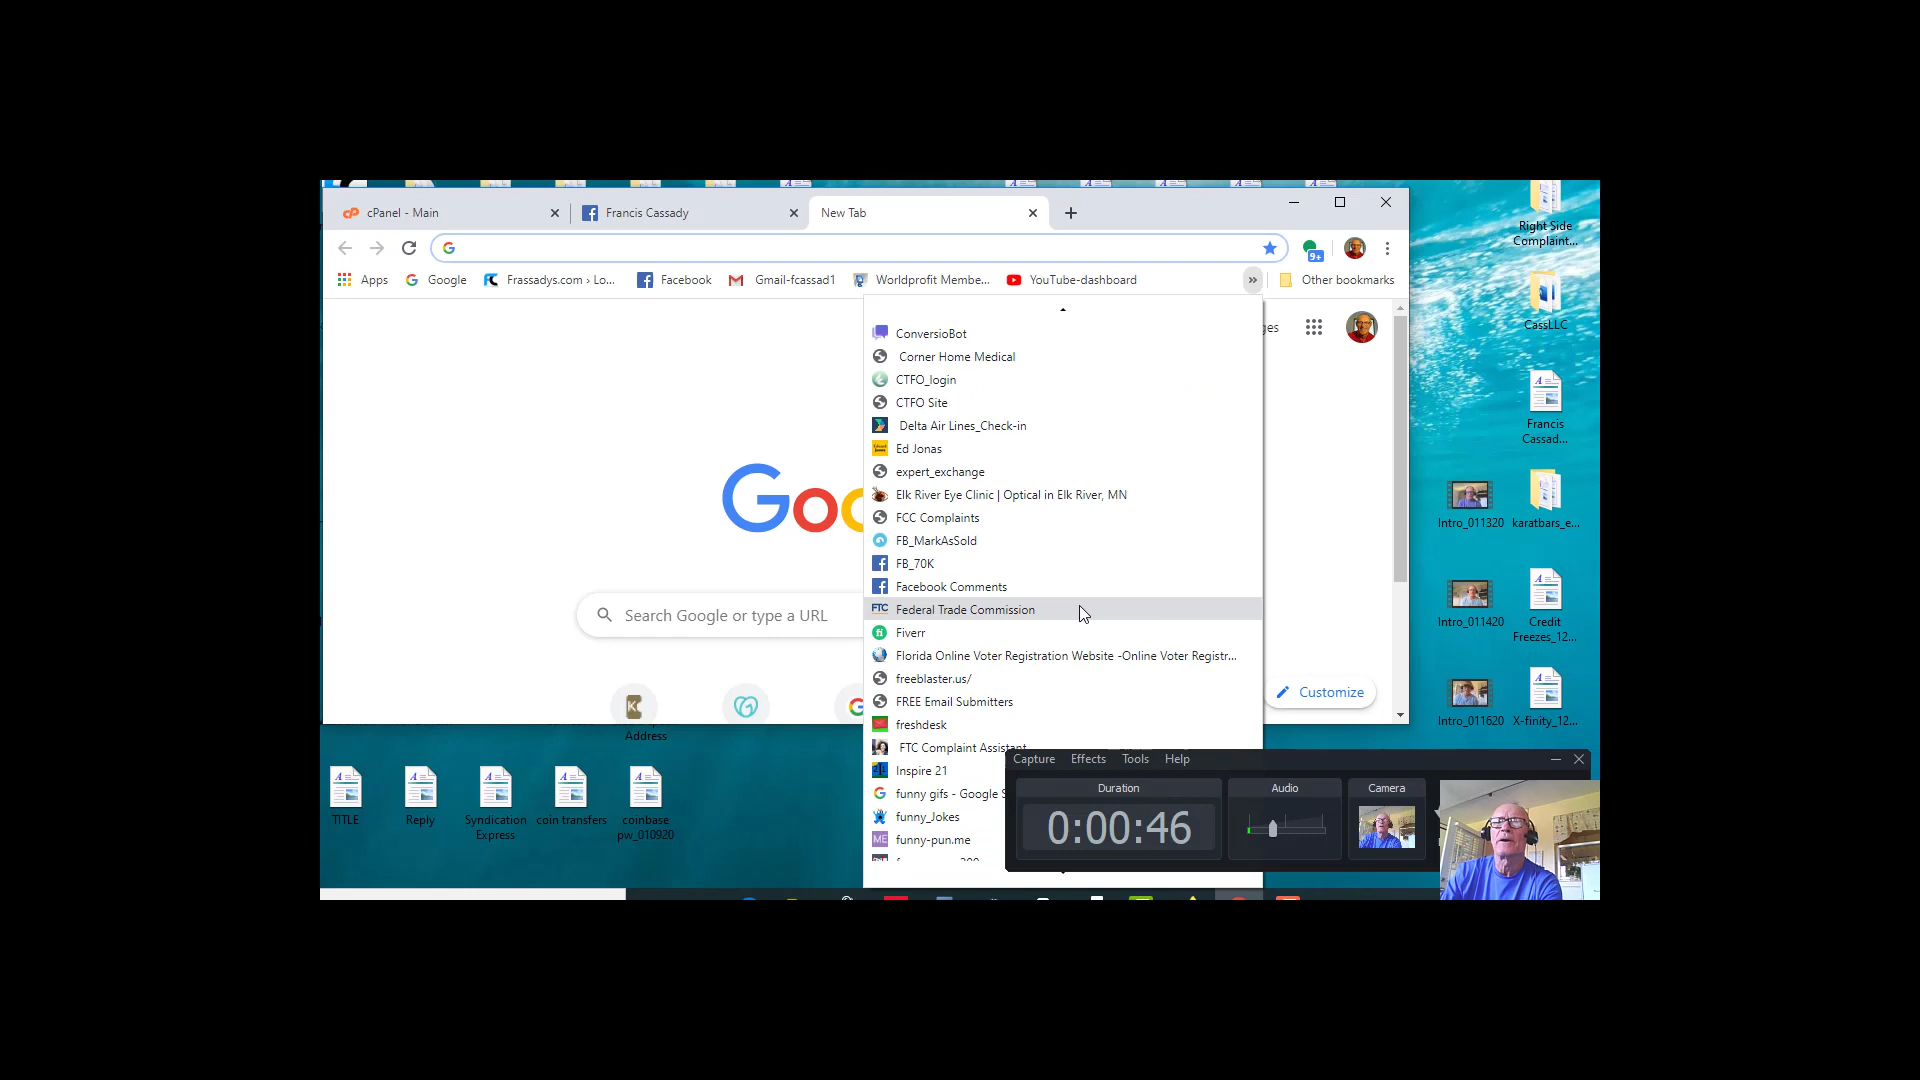 cPanel - Main
Francis Cassady
New Tab
9+
Apps
Google
Frassadys.com › Lo...
Facebook
Gmail-fcassad1
Worldprofit Membe...
YouTube-dashboard
»
Other bookmarks
ConversioBot
Corner Home Medical
CTFO_login
CTFO Site
Delta Air Lines_Check-in
Ed Jonas
expert_exchange
Elk River Eye Clinic | Optical in Elk River, MN
FCC Complaints
FB_MarkAsSold
FB_70K
Facebook Comments
FTC Federal Trade Commission
fi Fiverr
Florida Online Voter Registration Website -Online Voter Registr...
freeblaster.us/
FREE Email Submitters
freshdesk
FTC Complaint Assistant
Inspire 21
funny gifs - Google S
funny_Jokes
ME funny-pun.me
ges
Goo
Search Google or type a URL
Customize
Address
TITLE
Reply
Syndication
Express
coin transfers
coinbase
pw_010920
Right Side
Complaint...
CassLLC
Francis
Cassad...
Intro_011320
karatbars_e...
Intro_011420
Credit
Freezes_12...
Intro_011620
X-finity_12...
Capture
Effects
Tools
Help
Duration
Audio
Camera
0:00:46